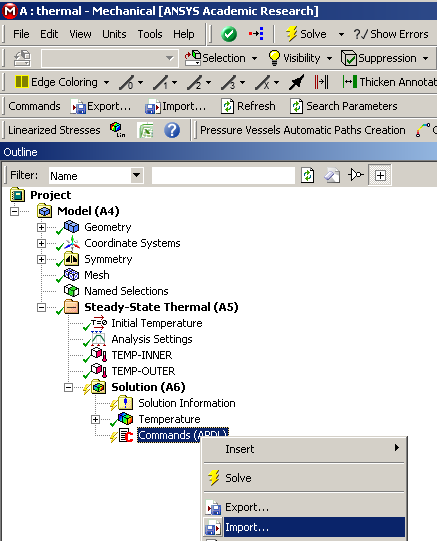 A : thermal - Mechanical [ANSYS Academic Research]
File Edit View Units Tools Help Solve ?/ Show Errors
Selection Visibility Suppression
Edge Coloring Thicken Annotat
Commands Export... Import... Refresh Search Parameters
Linearized Stresses Lin Pressure Vessels Automatic Paths Creation C
Outline
Filter: Name
Project
Model (A4)
Geometry
Coordinate Systems
Symmetry
Mesh
Named Selections
Steady-State Thermal (A5)
Initial Temperature
Analysis Settings
TEMP-INNER
TEMP-OUTER
Solution (A6)
Solution Information
Temperature
Commands (APDL)
Insert
Solve
Export...
Import...